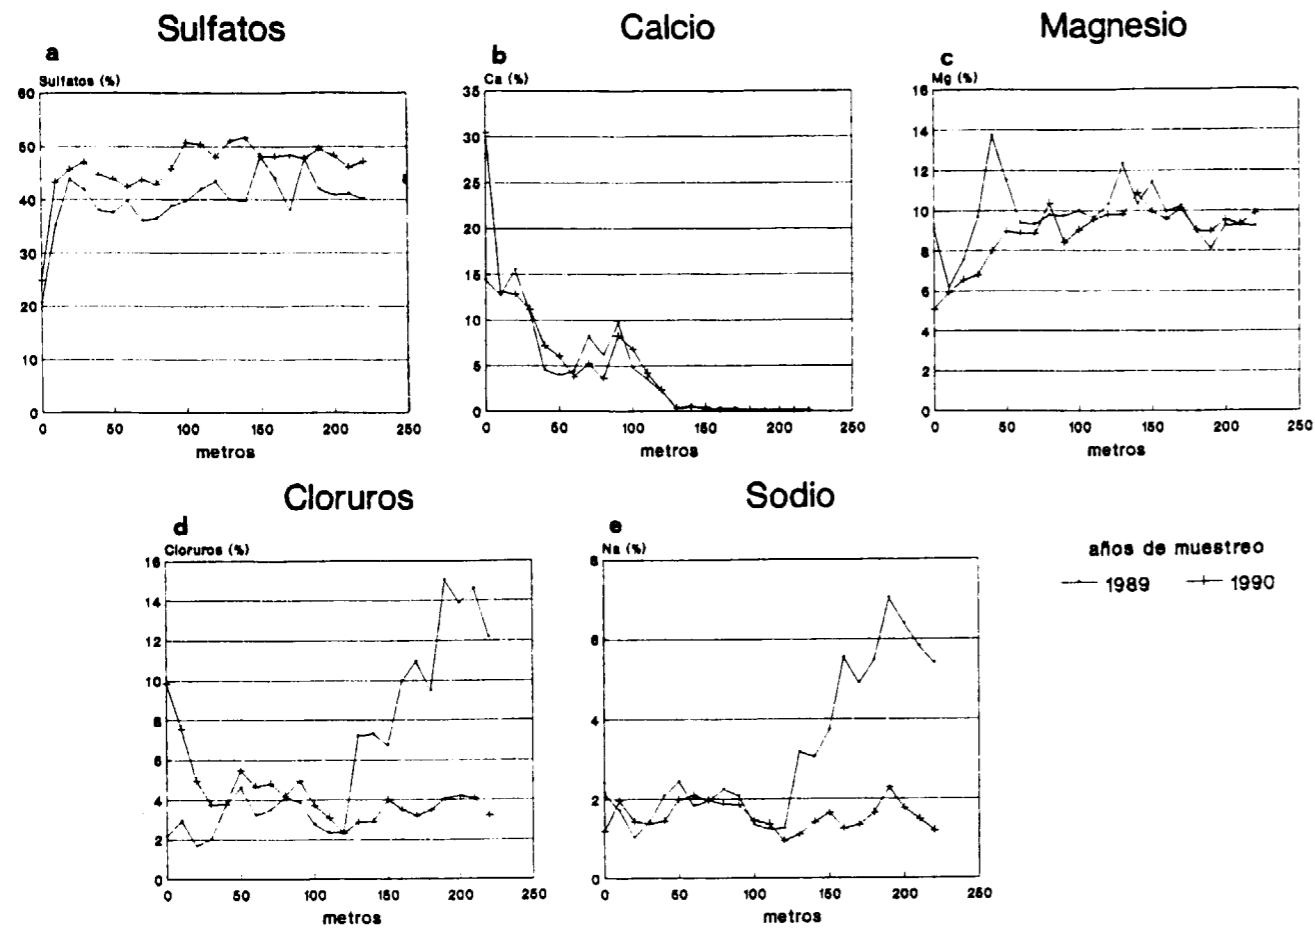 Sulfatos
a
Sulfatos (%)
60
50
40
30
20
10
0
0 50 100 150 200 250
metros
Calcio
b
Ca (%)
35
30
25
20
15
10
5
0
0 50 100 150 200 250
metros
Magnesio
c
Mg (%)
16
14
12
10
8
6
4
2
0
0 50 100 150 200 250
metros
Cloruros
d
Cloruros (%)
16
14
12
10
8
6
4
2
0
0 50 100 150 200 250
metros
Sodio
e
Na (%)
8
6
4
2
0
0 50 100 150 200 250
metros
años de muestreo
1989 1990